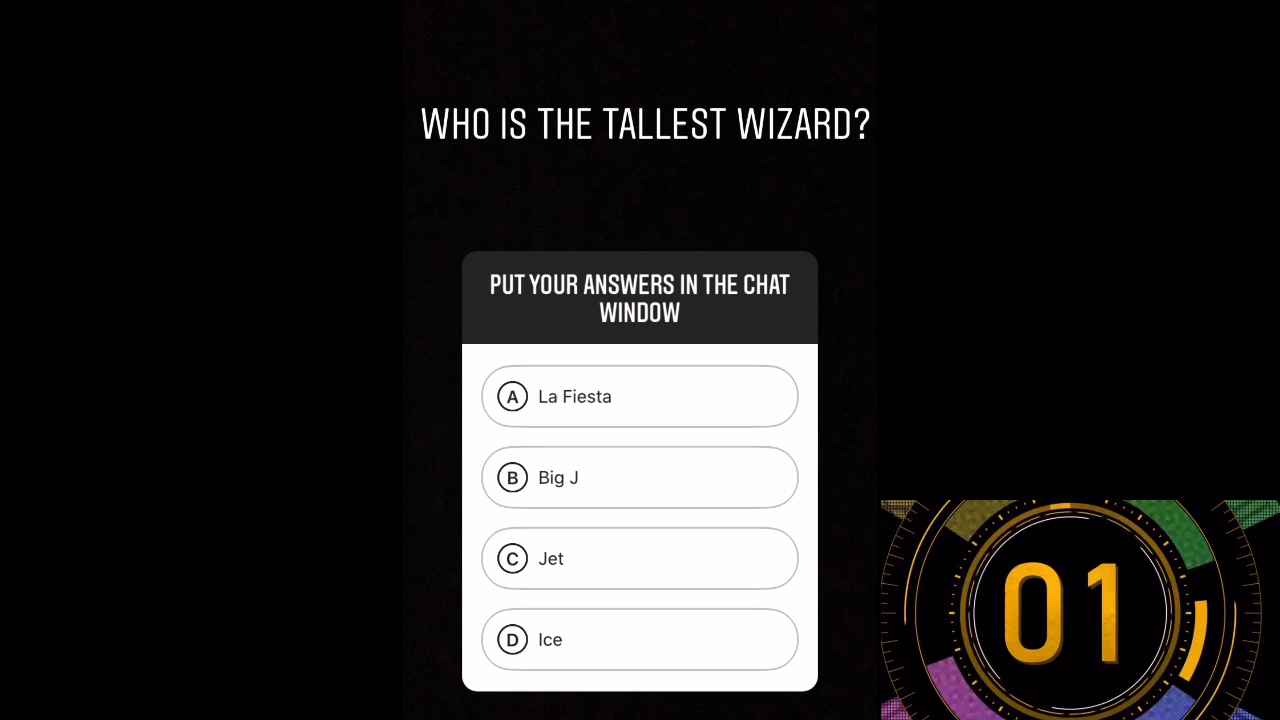 WHO IS THE TALLEST WIZARD?
PUT YOUR ANSWERS IN THE CHAT
WINDOW
A La Fiesta
B Big J
C Jet
D Ice
01